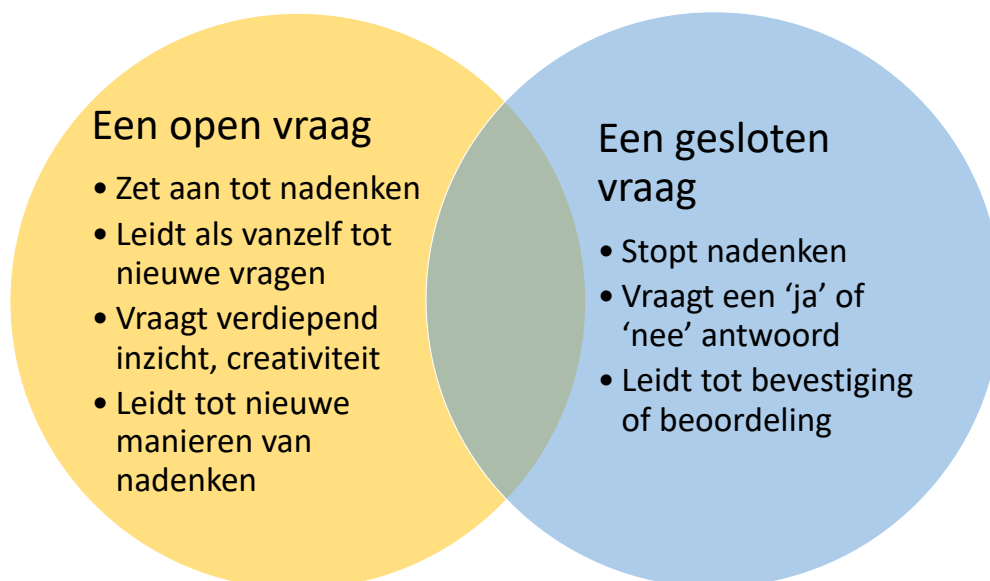 Een open vraag
• Zet aan tot nadenken
• Leidt als vanzelf tot
nieuwe vragen
• Vraagt verdiepend
inzicht, creativiteit
• Leidt tot nieuwe
manieren van
nadenken
Een gesloten
vraag
• Stopt nadenken
• Vraagt een ‘ja’ of
‘nee’ antwoord
• Leidt tot bevestiging
of beoordeling